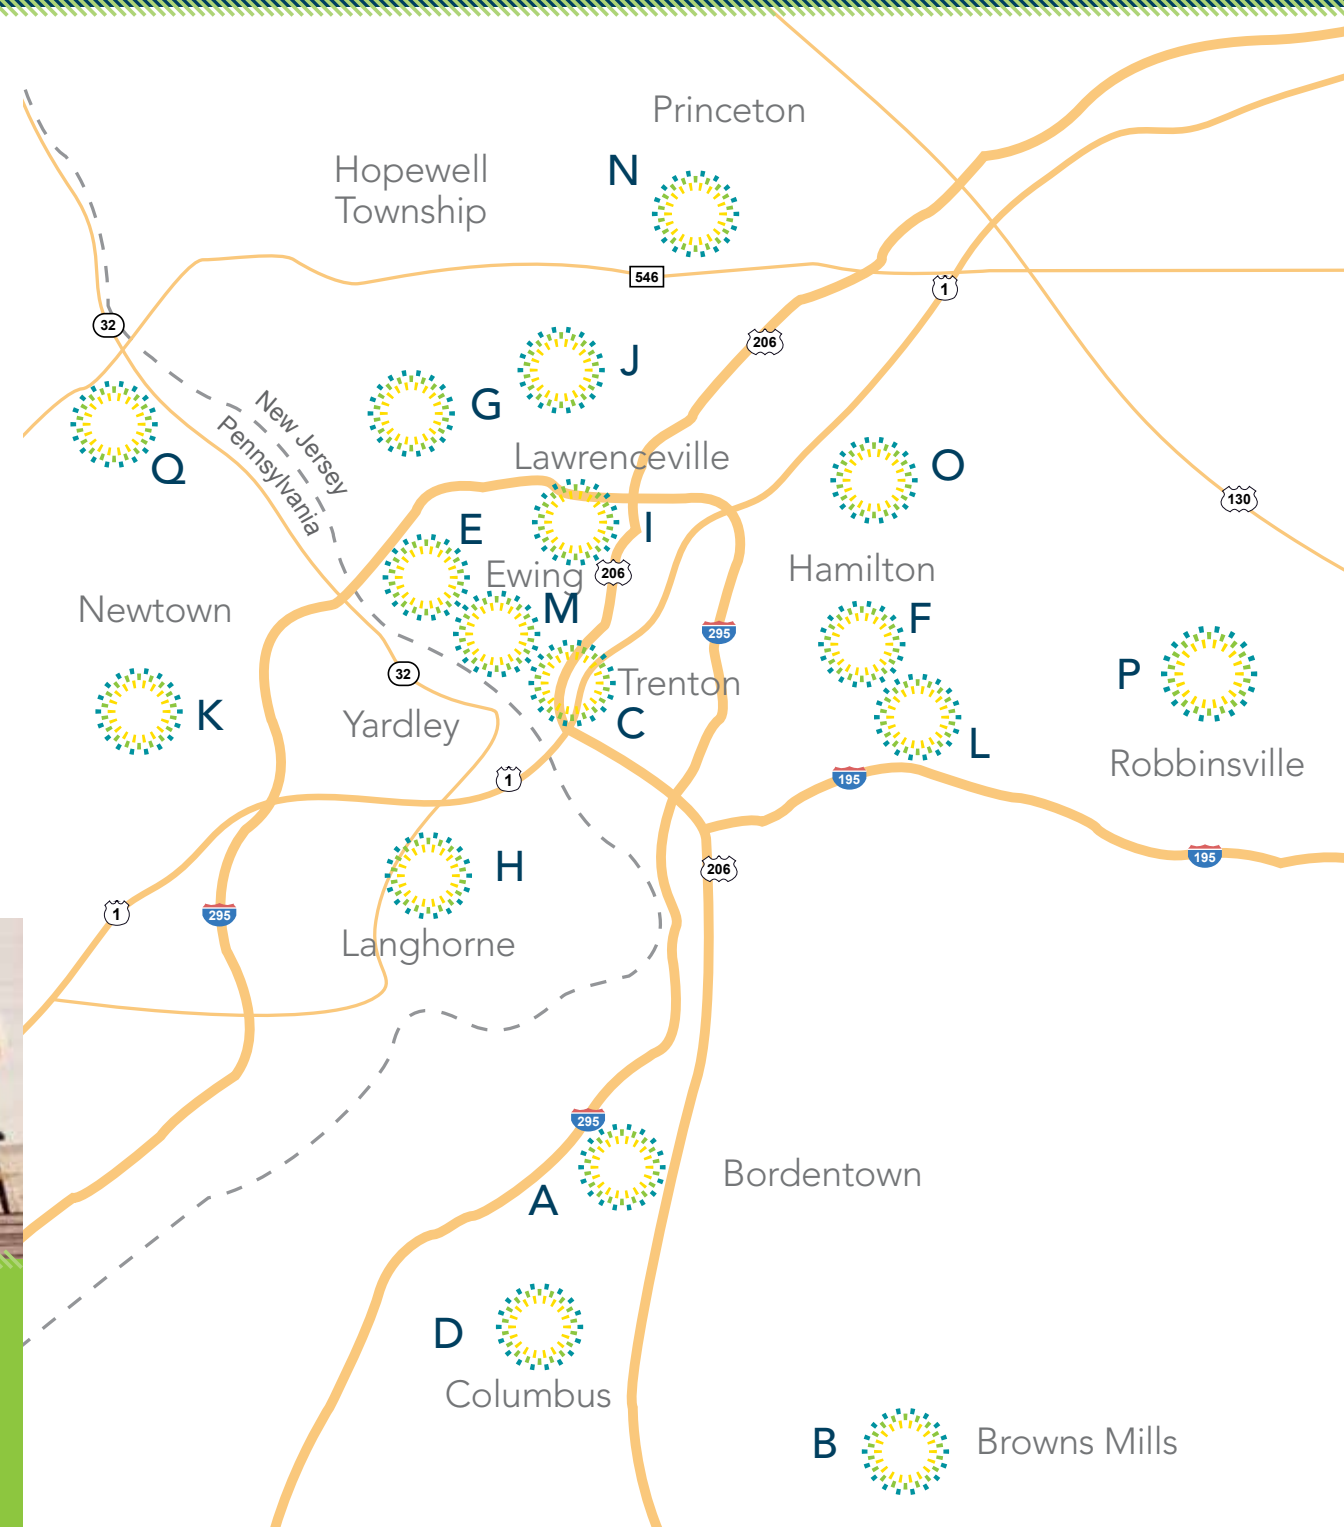 Princeton
Hopewell
Township
N
546
1
32
206
J
G
New Jersey
Pennsylvania
Lawrenceville
O
Q
130
E
I
Ewing
206
Hamilton
M
Newtown
F
295
32
P
Trenton
K
Yardley
C
L
Robbinsville
1
195
195
H
206
1
295
Langhorne
295
A
Bordentown
D
Columbus
B
Browns Mills